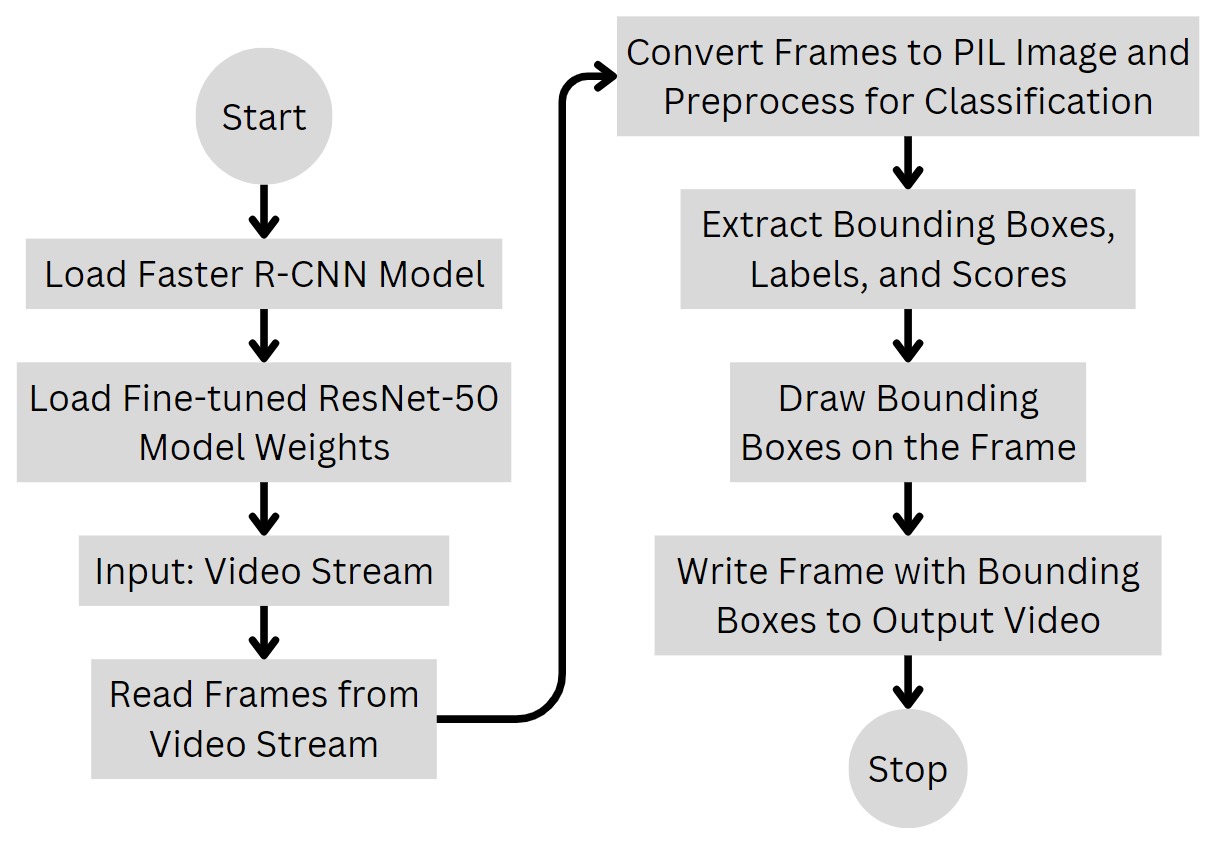 Start
Load Faster R-CNN Model
Load Fine-tuned ResNet-50
Model Weights
Input: Video Stream
Read Frames from
Video Stream
Convert Frames to PIL Image and
Preprocess for Classification
Extract Bounding Boxes,
Labels, and Scores
Draw Bounding
Boxes on the Frame
Write Frame with Bounding
Boxes to Output Video
Stop